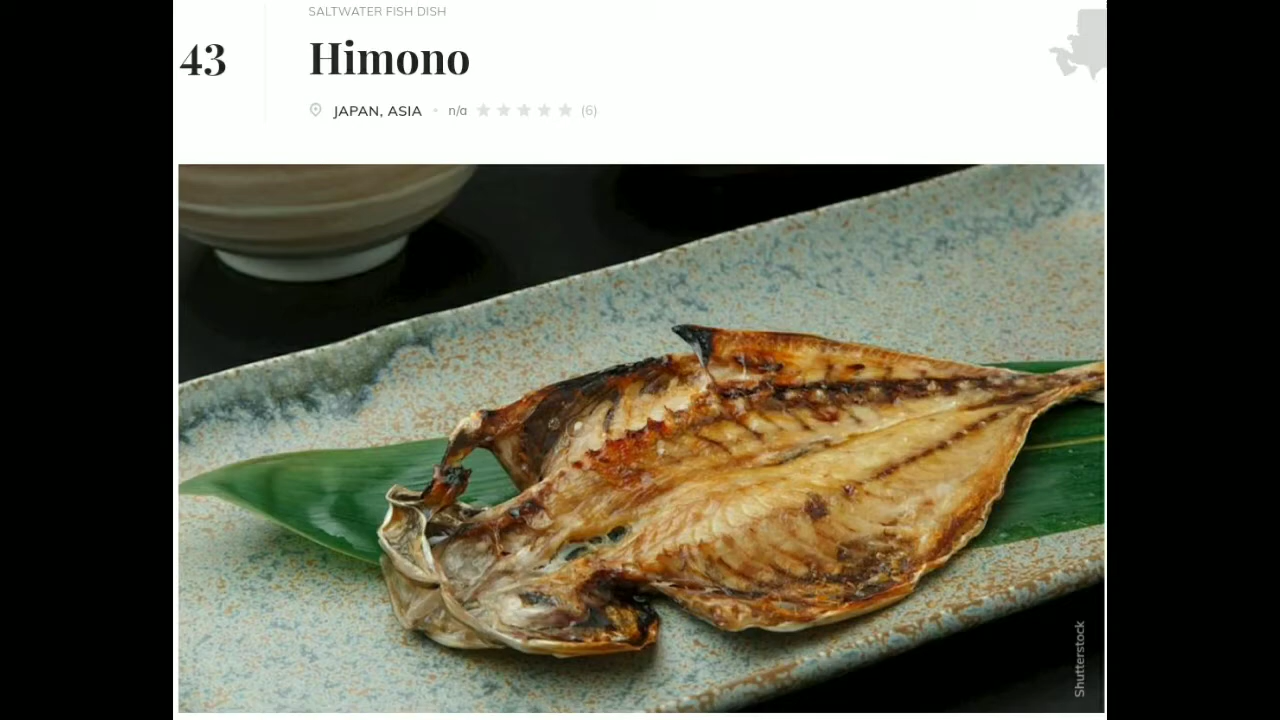 SALTWATER FISH DISH
43
Himono
JAPAN, ASIA • n/a ★★★★★ (6)
Shutterstock